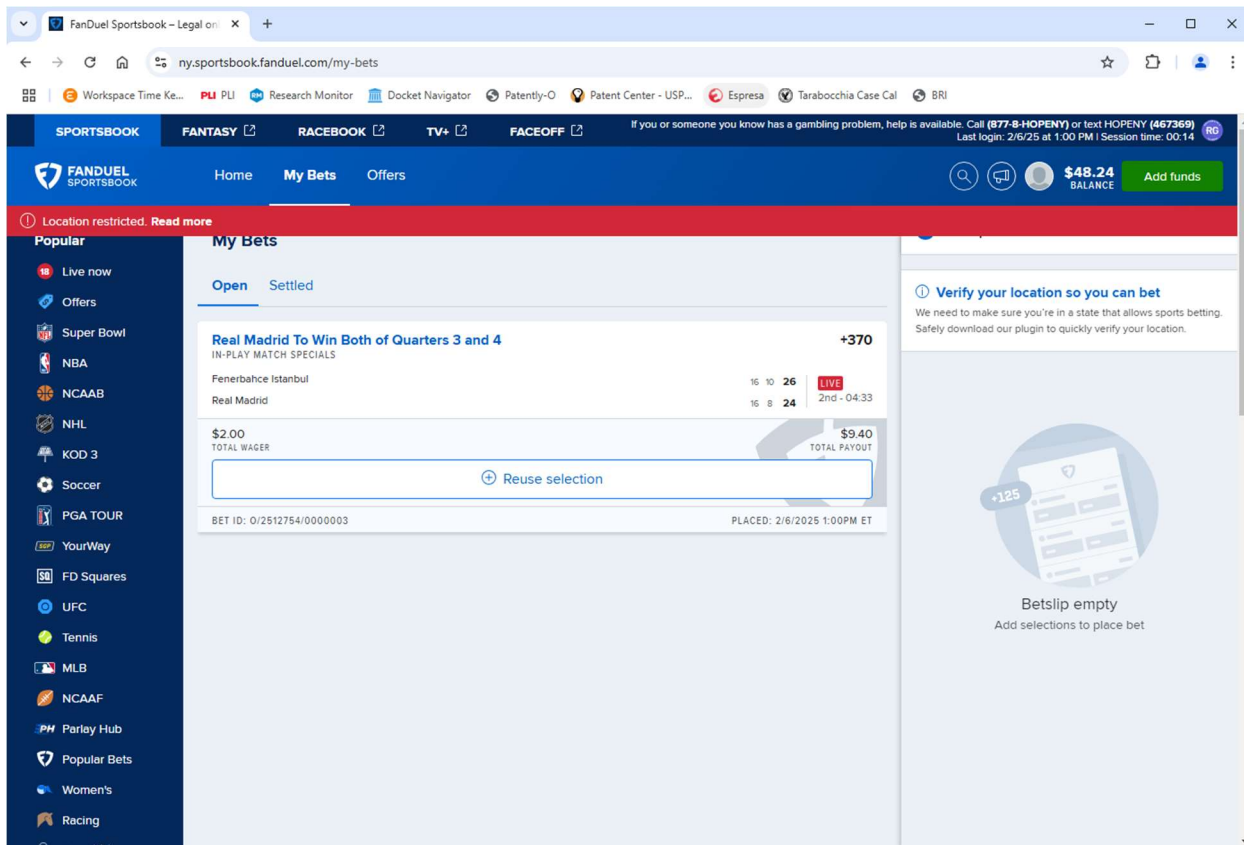 FanDuel Sportsbook – Legal on
ny.sportsbook.fanduel.com/my-bets
Workspace Time Ke... PLI PLI RM Research Monitor Docket Navigator Patently-O Patent Center - USP... Espresa Tarabocchia Case Cal BRI
SPORTSBOOK FANTASY RACEBOOK TV+ FACEOFF
If you or someone you know has a gambling problem, help is available. Call (877-8-HOPENY) or text HOPENY (467369)
Last login: 2/6/25 at 1:00 PM | Session time: 00:14
RG
FANDUEL
SPORTSBOOK
Home My Bets Offers
$48.24
BALANCE
Add funds
Location restricted. Read more
Popular
18 Live now
Offers
Super Bowl
NBA
NCAAB
NHL
KOD 3
Soccer
PGA TOUR
SGP YourWay
SQ FD Squares
UFC
Tennis
MLB
NCAAF
PH Parlay Hub
Popular Bets
Women's
Racing
My Bets
Open Settled
Real Madrid To Win Both of Quarters 3 and 4 +370
IN-PLAY MATCH SPECIALS
Fenerbahce Istanbul 16 10 26 LIVE
Real Madrid 16 8 24 2nd - 04:33
$2.00 $9.40
TOTAL WAGER TOTAL PAYOUT
Reuse selection
BET ID: O/2512754/0000003 PLACED: 2/6/2025 1:00PM ET
Verify your location so you can bet
We need to make sure you're in a state that allows sports betting.
Safely download our plugin to quickly verify your location.
+125
Betslip empty
Add selections to place bet